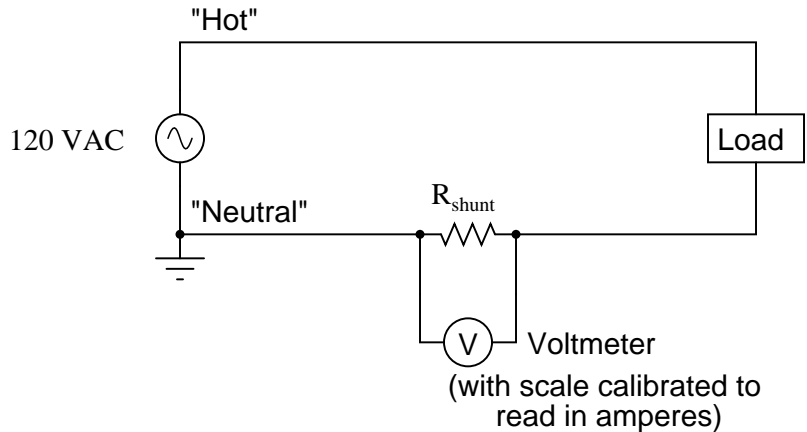 "Hot"
120 VAC
Load
"Neutral"
Rshunt
V
Voltmeter
(with scale calibrated to
read in amperes)